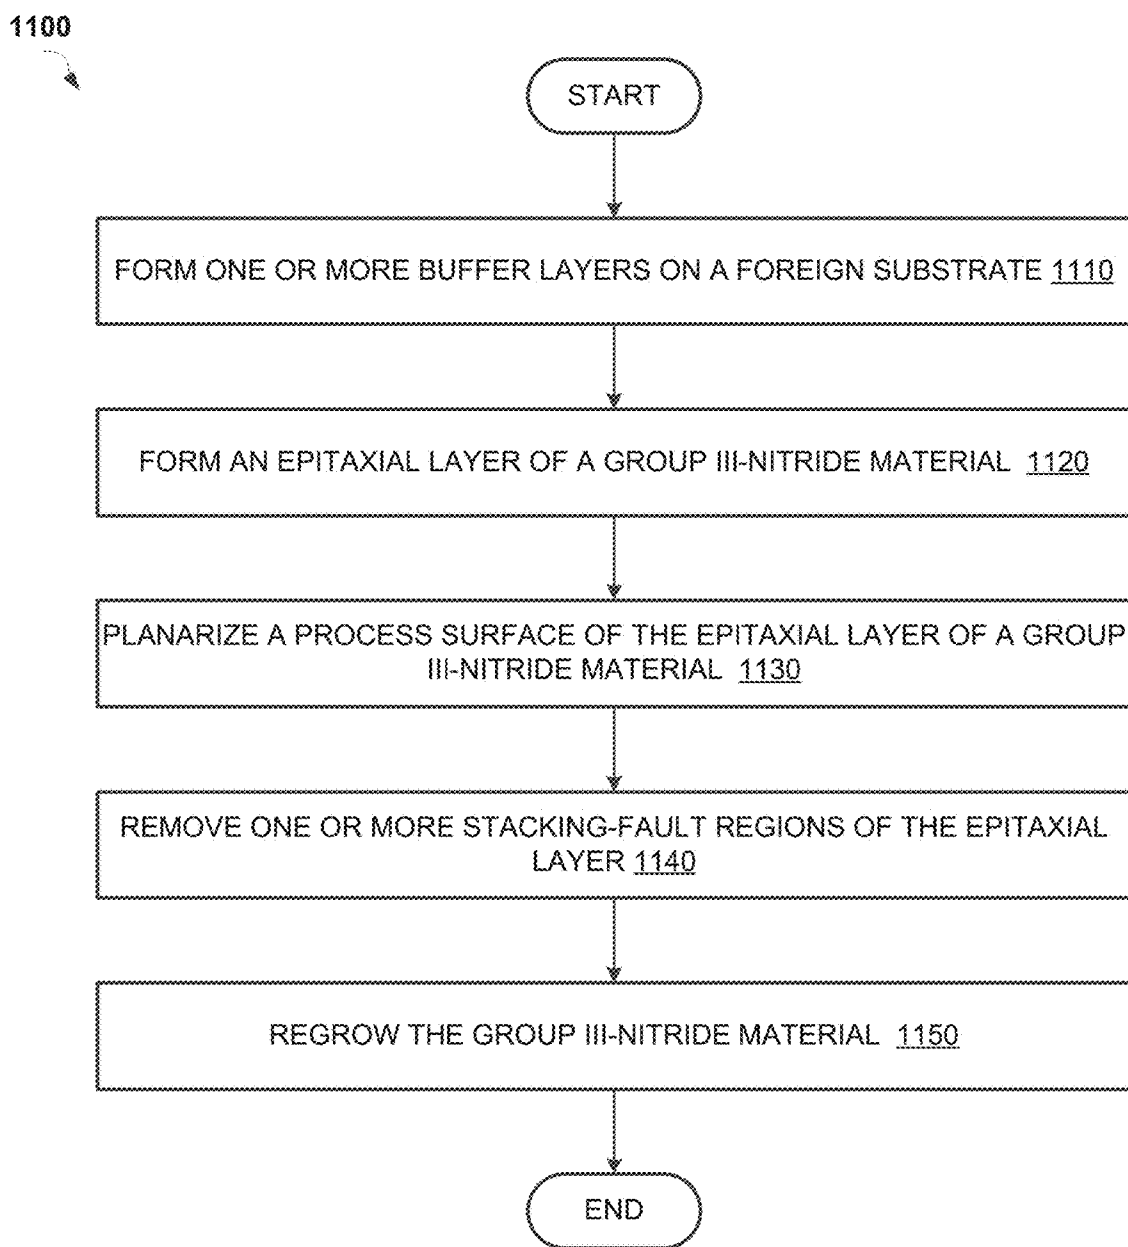 1100
START
FORM ONE OR MORE BUFFER LAYERS ON A FOREIGN SUBSTRATE 1110
FORM AN EPITAXIAL LAYER OF A GROUP III-NITRIDE MATERIAL 1120
PLANARIZE A PROCESS SURFACE OF THE EPITAXIAL LAYER OF A GROUP
III-NITRIDE MATERIAL 1130
REMOVE ONE OR MORE STACKING-FAULT REGIONS OF THE EPITAXIAL
LAYER 1140
REGROW THE GROUP III-NITRIDE MATERIAL 1150
END